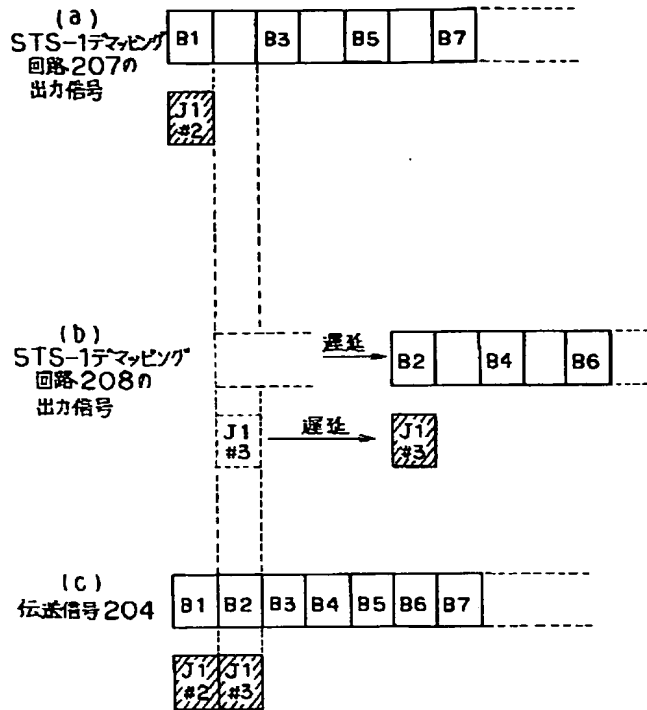 (a)
STS-1デマッピング
回路207の
出力信号
B1 B3 B5 B7
J1
#2
(b)
STS-1デマッピング
回路208の
出力信号
遅延
B2 B4 B6
J1
#3
遅延
J1
#3
(c)
伝送信号204
B1 B2 B3 B4 B5 B6 B7
J1 J1
#2 #3